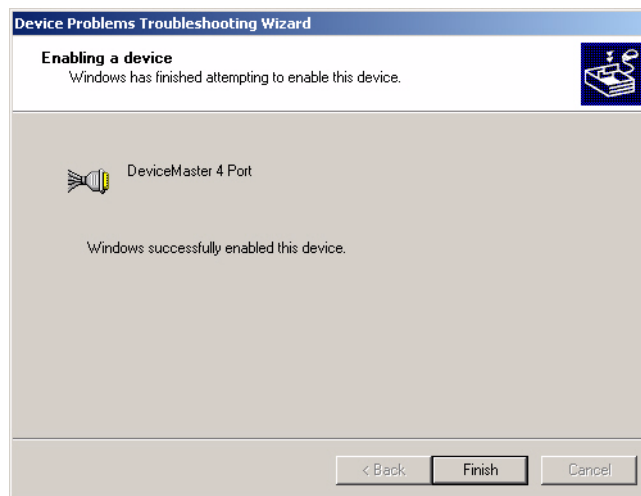 Device Problems Troubleshooting Wizard
Enabling a device
Windows has finished attempting to enable this device.
DeviceMaster 4 Port
Windows successfully enabled this device.
< Back
Finish
Cancel